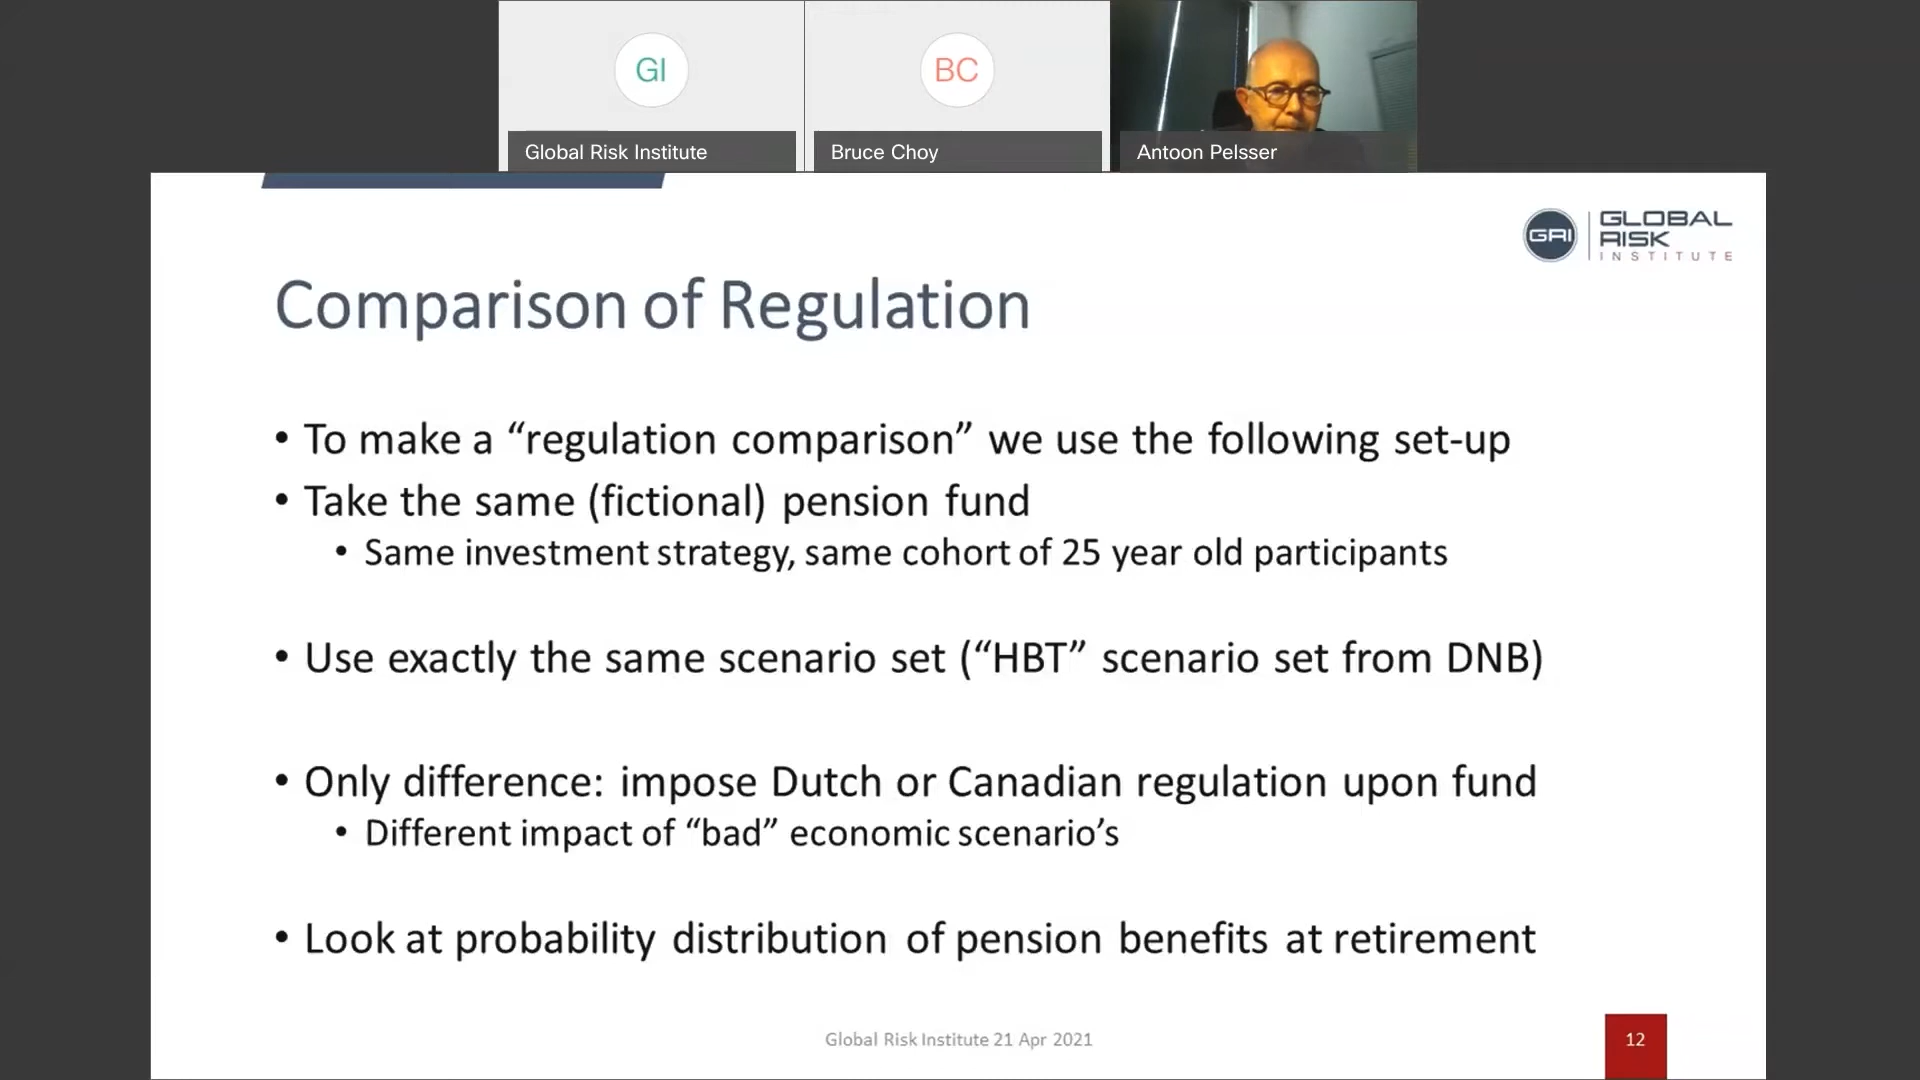 GI
BC
Global Risk Institute
Bruce Choy
Antoon Pelsser
GRI
GLOBAL
RISK
INSTITUTE
Comparison of Regulation
• To make a “regulation comparison” we use the following set-up
• Take the same (fictional) pension fund
• Same investment strategy, same cohort of 25 year old participants
• Use exactly the same scenario set (“HBT” scenario set from DNB)
• Only difference: impose Dutch or Canadian regulation upon fund
• Different impact of “bad” economic scenario’s
• Look at probability distribution of pension benefits at retirement
Global Risk Institute 21 Apr 2021
12